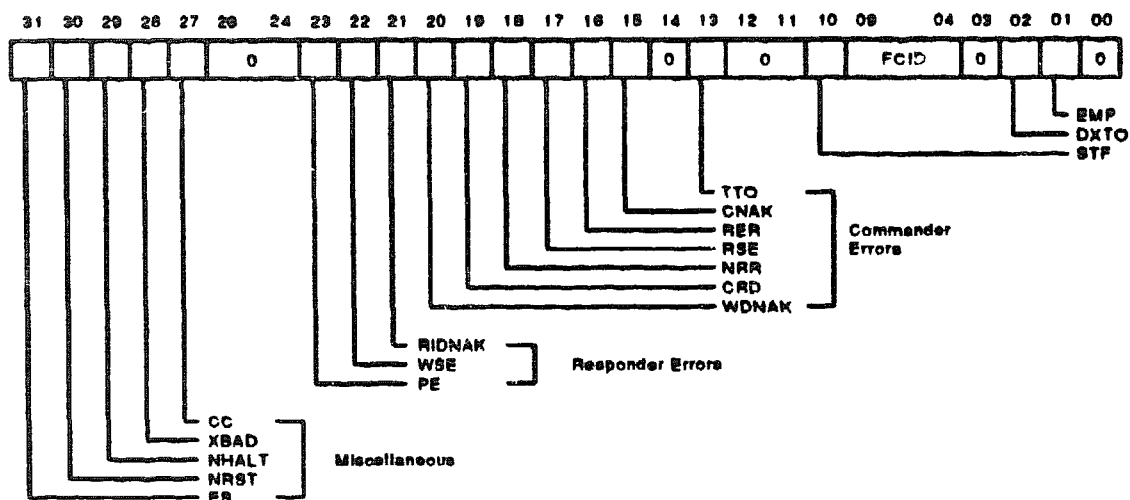 31 30 29 28 27 26 24 23 22 21 20 19 18 17 16 15 14 13 12 11 10 09 04 03 02 01 00
0 0 0 FCID 0 0
EMP
DXTO
STF
TTO
CNAK
RER
Commander
RSE
Errors
NRR
CRD
WDNAK
RIDNAK
WSE
Responder Errors
PE
CC
XBAD
NHALT
Miscellaneous
NRST
ES